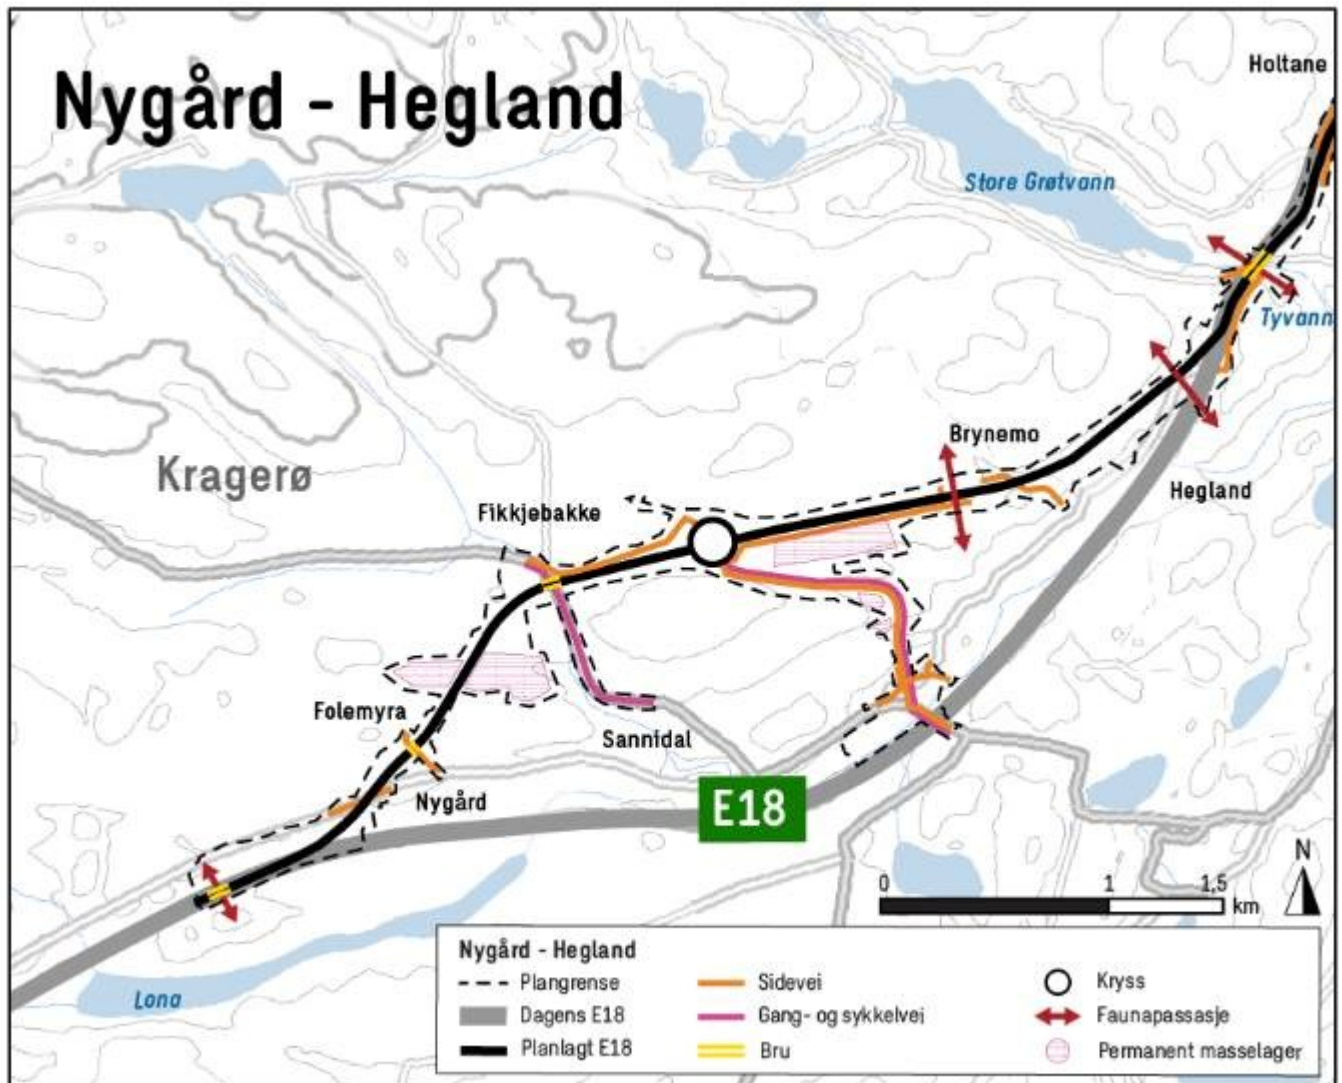 Nygård - Hegland
Holtane
Store Grøtvann
Tyvann
Brynemo
Kragerø
Hegland
Fikkjebakke
Folemyra
Sannidal
Nygård
E18
N
0 1 1,5
km
Lona
Nygård - Hegland
Plangrense
Dagens E18
Planlagt E18
Sidevei
Gang- og sykkelvei
Bru
Kryss
Faunapassasje
Permanent masselager